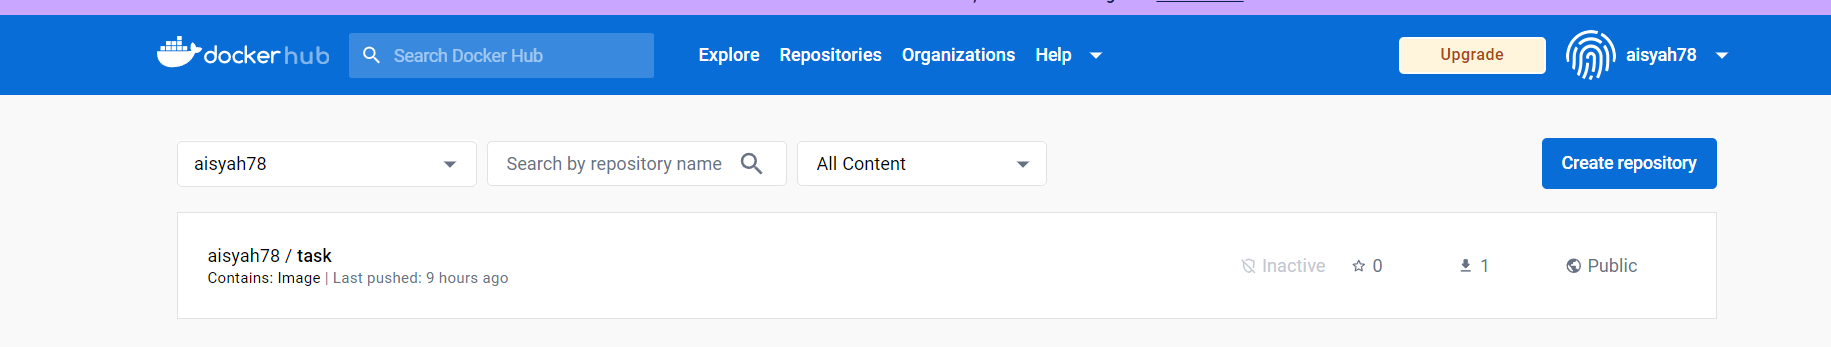 docker hub
Search Docker Hub
Explore Repositories Organizations Help
Upgrade
aisyah78
aisyah78
Search by repository name
All Content
Create repository
aisyah78 / task
Contains: Image | Last pushed: 9 hours ago
Inactive
0
1
Public